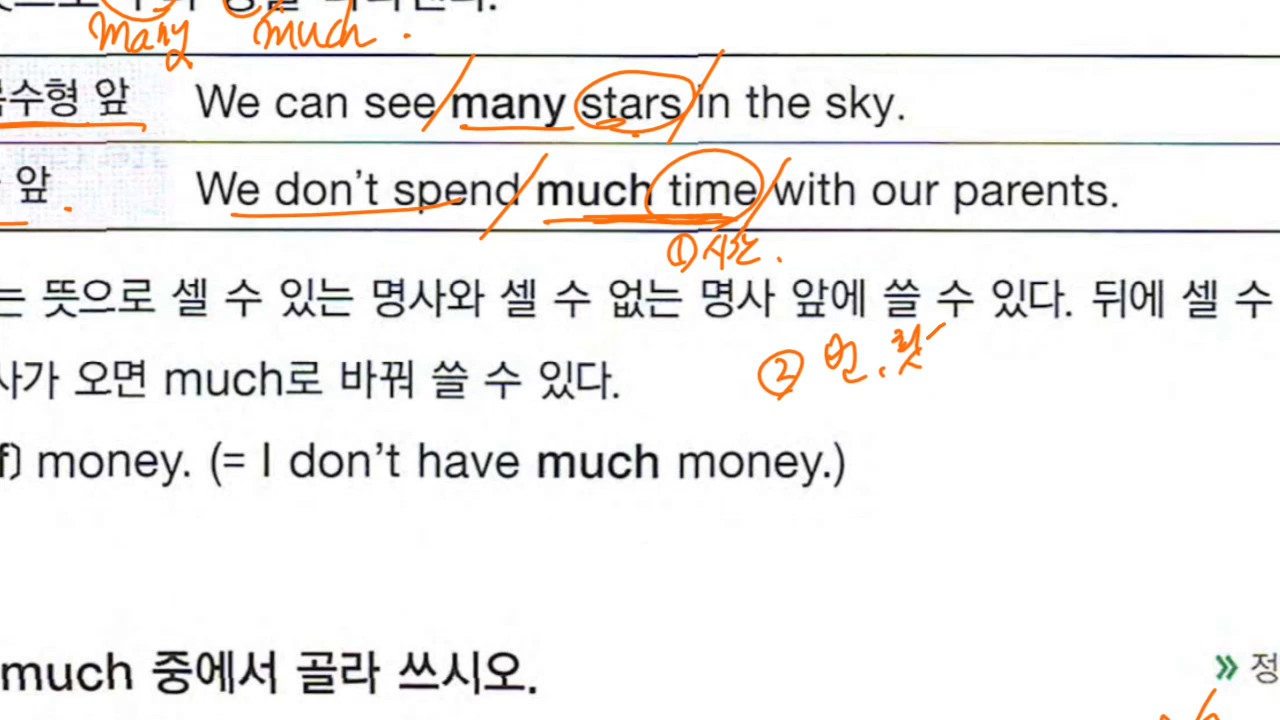 many much.
수형 앞 We can see many stars in the sky.
앞 We don't spend much time with our parents.
① 시간.
는 뜻으로 셀 수 있는 명사와 셀 수 없는 명사 앞에 쓸 수 있다. 뒤에 셀 수
② 번, 횟
사가 오면 much로 바꿔 쓸 수 있다.
f) money. (= I don't have much money.)
much 중에서 골라 쓰시오.
» 정